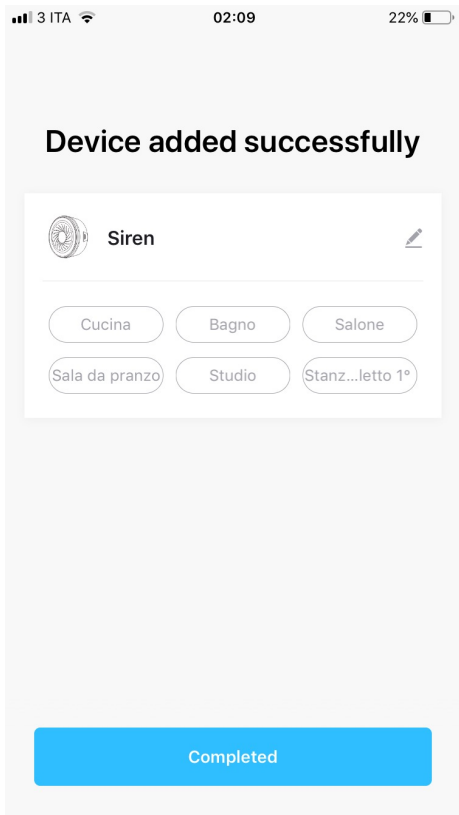 3 ITA 02:09 22%
Device added successfully
Siren
Cucina Bagno Salone
Sala da pranzo Studio Stanz...letto 1°
Completed